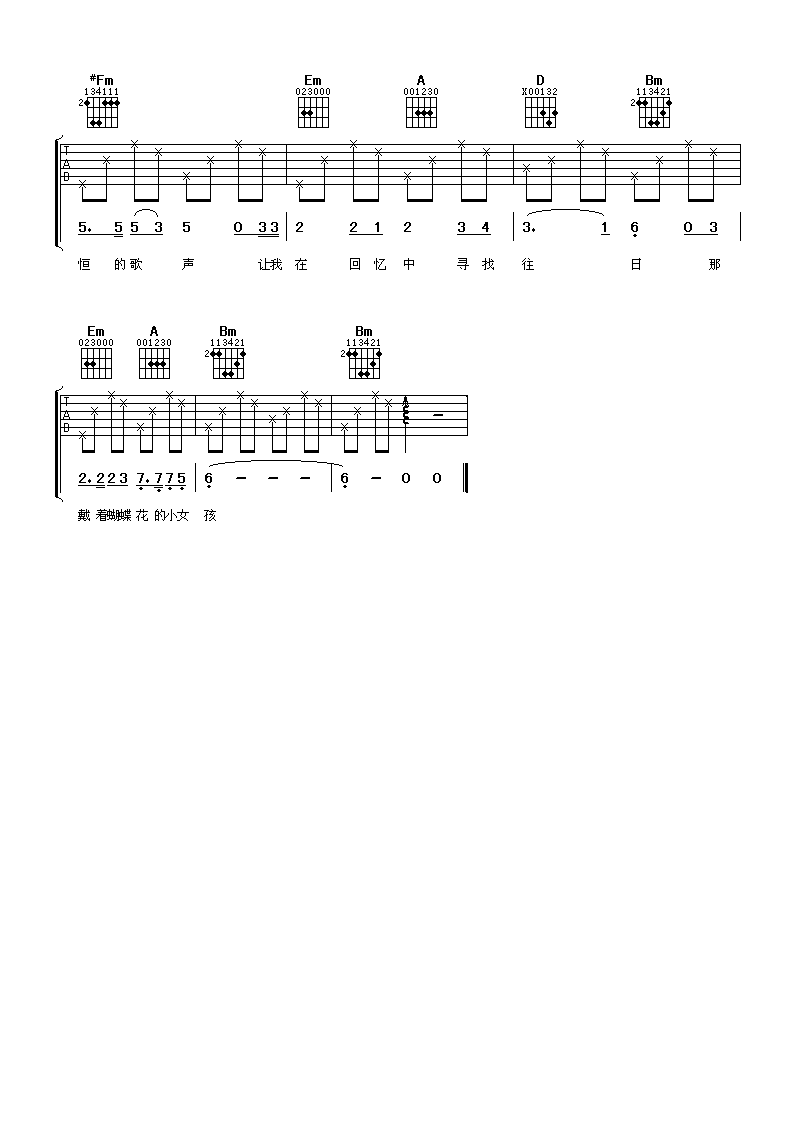 #Fm Em A D Bm
134111 023000 001230 X00132 113421
2 2
T
A
B
5. 5 5 3 5 0 3 3 2 2 1 2 3 4 3. 1 6 0 3
恒 的 歌 声 让我 在 回 忆 中 寻 找 往 日 那
Em A Bm Bm
023000 001230 113421 113421
2 2
T
A
B
2. 2 2 3 7. 7 7 5 6 - - - 6 - 0 0
戴 着蝴蝶 花 的小女 孩